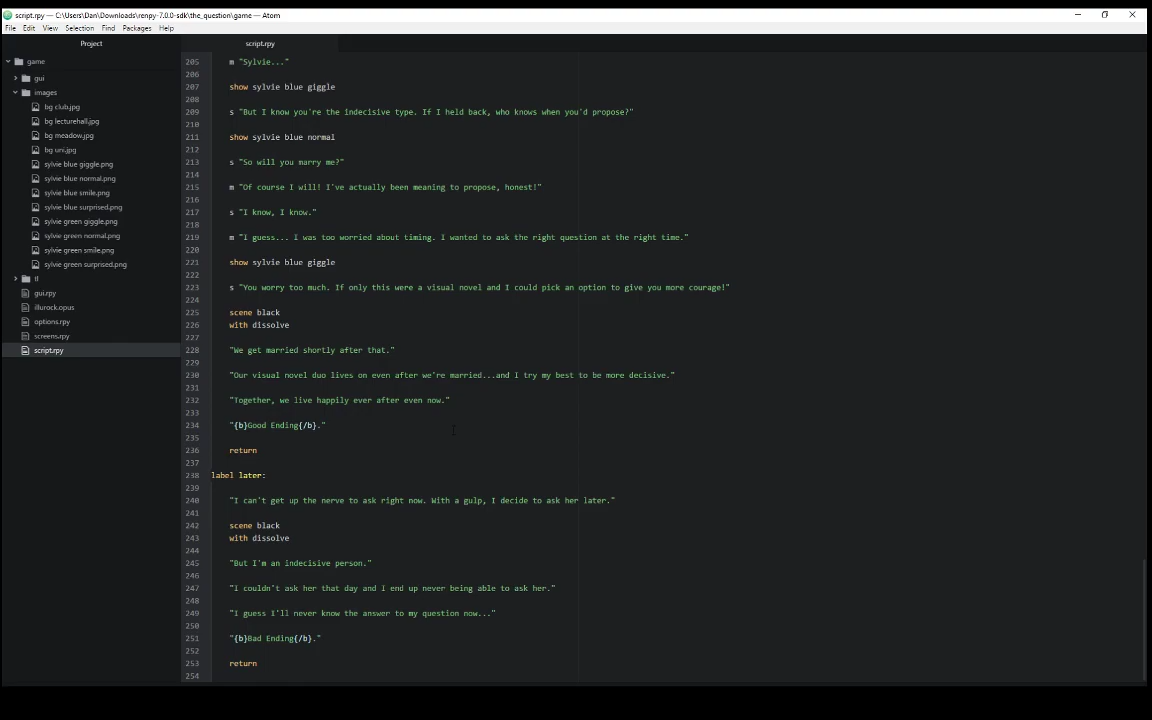 script.rpy — C:\Users\Dan\Downloads\renpy-7.0.0-sdk\the_question\game — Atom
File Edit View Selection Find Packages Help
Project
script.rpy
game
gui
images
bg club.jpg
bg lecturehall.jpg
bg meadow.jpg
bg uni.jpg
sylvie blue giggle.png
sylvie blue normal.png
sylvie blue smile.png
sylvie blue surprised.png
sylvie green giggle.png
sylvie green normal.png
sylvie green smile.png
sylvie green surprised.png
tl
gui.rpy
illurock.opus
options.rpy
screens.rpy
script.rpy
205 m "Sylvie..."
206
207 show sylvie blue giggle
208
209 s "But I know you're the indecisive type. If I held back, who knows when you'd propose?"
210
211 show sylvie blue normal
212
213 s "So will you marry me?"
214
215 m "Of course I will! I've actually been meaning to propose, honest!"
216
217 s "I know, I know."
218
219 m "I guess... I was too worried about timing. I wanted to ask the right question at the right time."
220
221 show sylvie blue giggle
222
223 s "You worry too much. If only this were a visual novel and I could pick an option to give you more courage!"
224
225 scene black
226 with dissolve
227
228 "We get married shortly after that."
229
230 "Our visual novel duo lives on even after we're married...and I try my best to be more decisive."
231
232 "Together, we live happily ever after even now."
233
234 "{b}Good Ending{/b}."
235
236 return
237
238 label later:
239
240 "I can't get up the nerve to ask right now. With a gulp, I decide to ask her later."
241
242 scene black
243 with dissolve
244
245 "But I'm an indecisive person."
246
247 "I couldn't ask her that day and I end up never being able to ask her."
248
249 "I guess I'll never know the answer to my question now..."
250
251 "{b}Bad Ending{/b}."
252
253 return
254